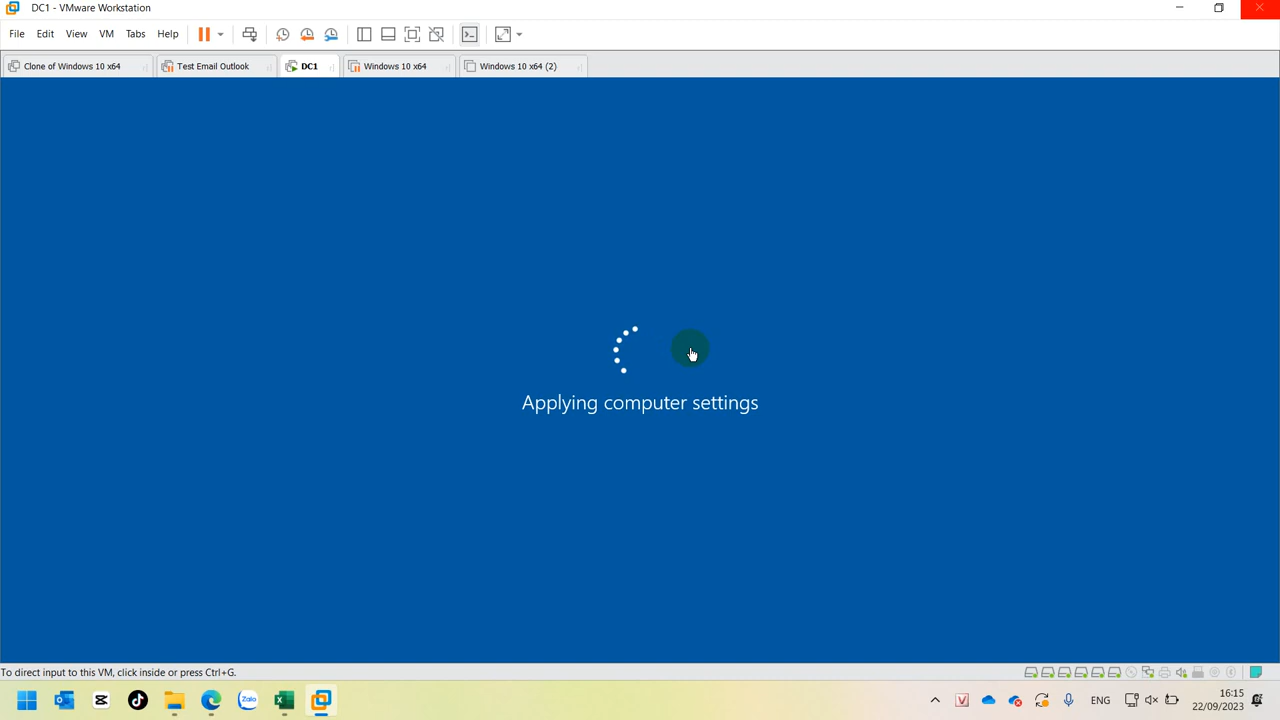 DC1 - VMware Workstation
File Edit View VM Tabs Help
Clone of Windows 10 x64 Test Email Outlook DC1 Windows 10 x64 Windows 10 x64 (2)
Applying computer settings
To direct input to this VM, click inside or press Ctrl+G.
Zalo
V ENG
16:15
22/09/2023